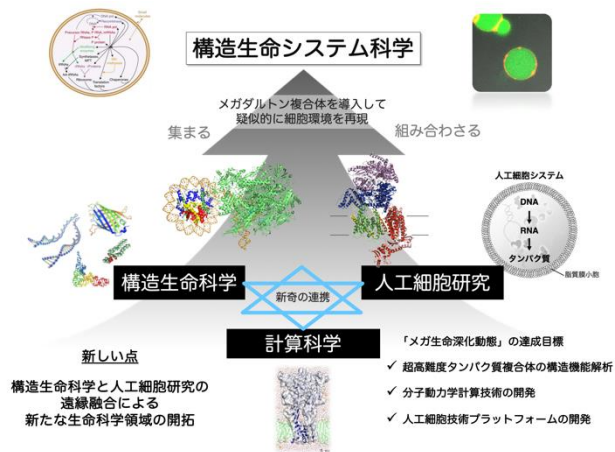 構造生命システム科学
メガダルトン複合体を導入して
疑似的に細胞環境を再現
集まる
組み合わさる
人工細胞システム
DNA
RNA
タンパク質
脂質膜小胞
構造生命科学
人工細胞研究
新奇の連携
計算科学
新しい点
構造生命科学と人工細胞研究の
遠縁融合による
新たな生命科学領域の開拓
「メガ生命深化動態」の達成目標
✓ 超高難度タンパク質複合体の構造機能解析
✓ 分子動力学計算技術の開発
✓ 人工細胞技術プラットフォームの開発